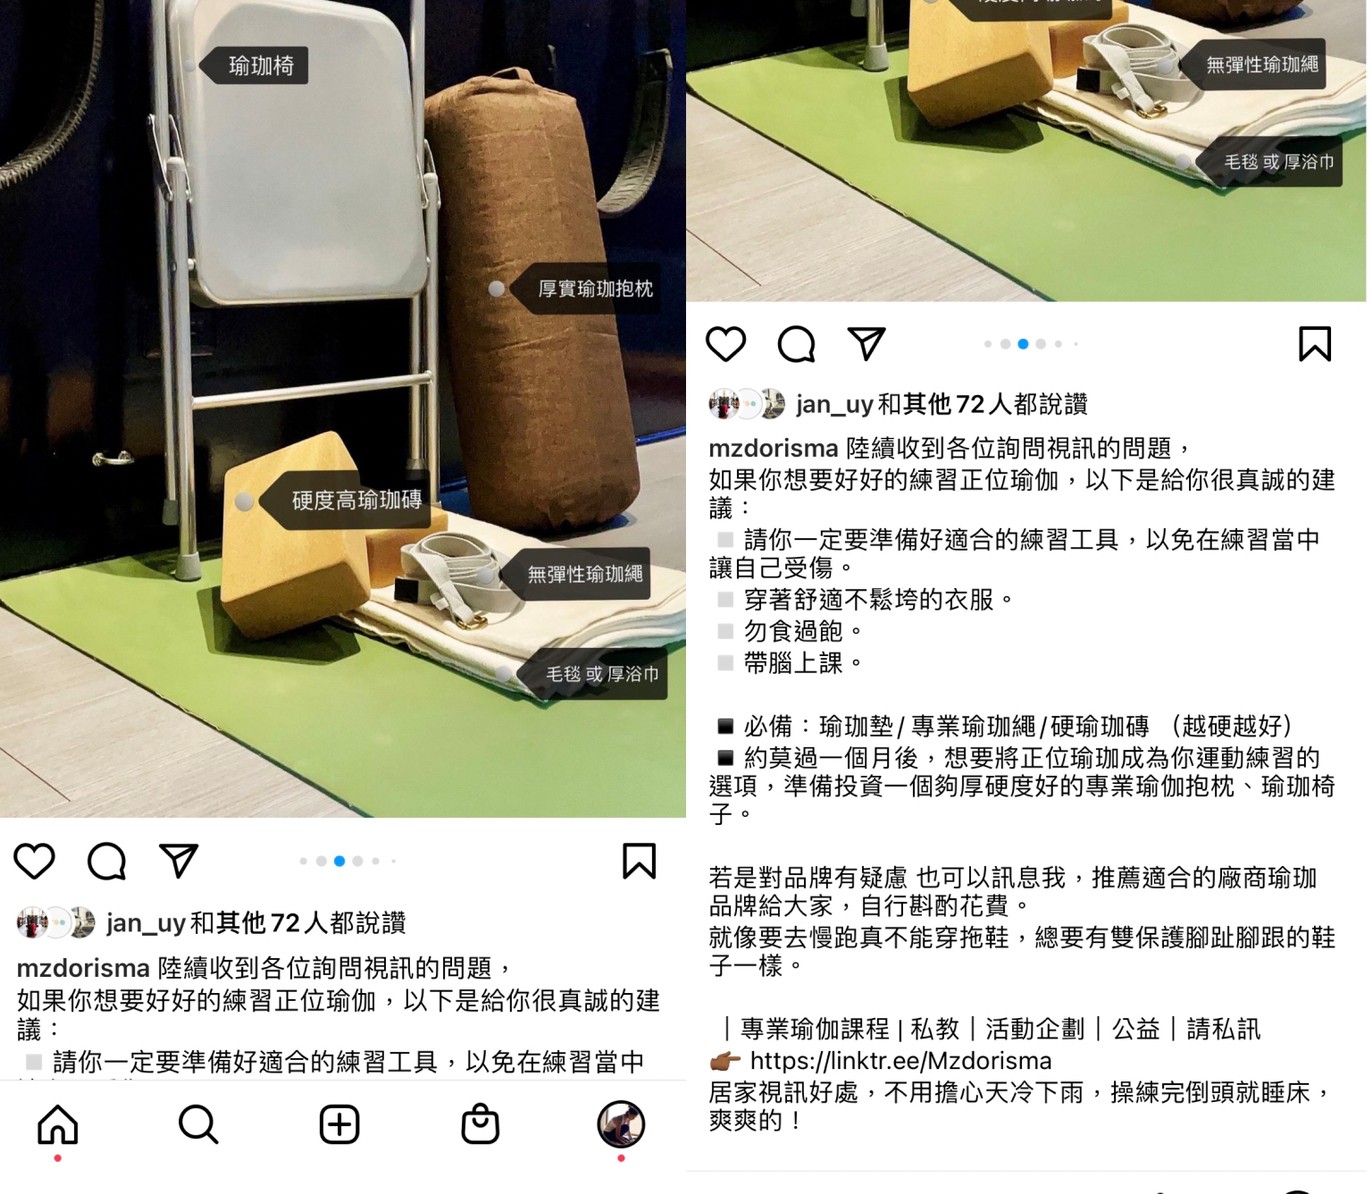 瑜珈椅
厚實瑜珈抱枕
硬度高瑜珈磚
無彈性瑜珈繩
毛毯 或 厚浴巾
jan_uy和其他 72 人都說讚
mzdorisma 陸續收到各位詢問視訊的問題，
如果你想要好好的練習正位瑜伽，以下是給你很真誠的建
議：
◽ 請你一定要準備好適合的練習工具，以免在練習當中
無彈性瑜珈繩
毛毯 或 厚浴巾
jan_uy和其他 72 人都說讚
mzdorisma 陸續收到各位詢問視訊的問題，
如果你想要好好的練習正位瑜伽，以下是給你很真誠的建
議：
◽ 請你一定要準備好適合的練習工具，以免在練習當中
讓自己受傷。
◽ 穿著舒適不鬆垮的衣服。
◽ 勿食過飽。
◽ 帶腦上課。
◾ 必備：瑜珈墊/ 專業瑜珈繩/硬瑜珈磚 （越硬越好）
◾ 約莫過一個月後，想要將正位瑜珈成為你運動練習的
選項，準備投資一個夠厚硬度好的專業瑜伽抱枕、瑜珈椅
子。
若是對品牌有疑慮 也可以訊息我，推薦適合的廠商瑜珈
品牌給大家，自行斟酌花費。
就像要去慢跑真不能穿拖鞋，總要有雙保護腳趾腳跟的鞋
子一樣。
｜專業瑜伽課程 | 私教｜活動企劃｜公益｜請私訊
👉🏾 https://linktr.ee/Mzdorisma
居家視訊好處，不用擔心天冷下雨，操練完倒頭就睡床，
爽爽的！